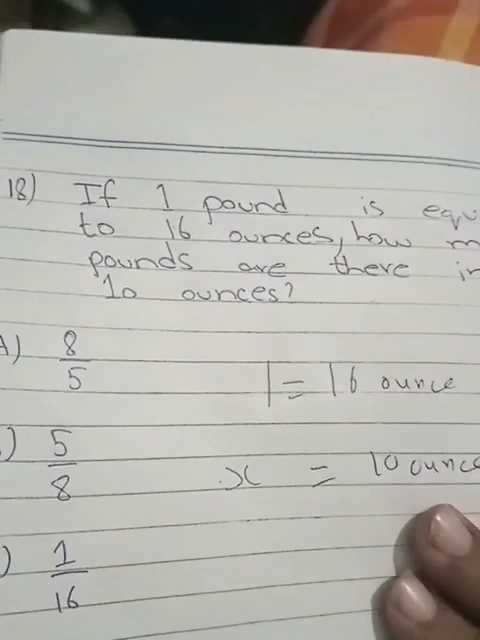 18) If 1 pound is equ
to 16 ounces, how m
pounds are there in
10 ounces?
A) 8/5
1 = 16 ounce
) 5/8
x = 10 ounce
) 1/16